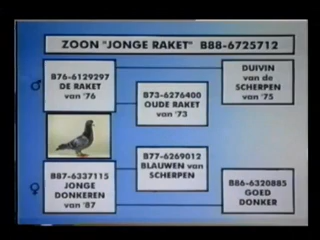 ZOON "JONGE RAKET" B88-6725712
B76-6129297
DE RAKET
van '76
B73-6276400
OUDE RAKET
van '73
DUIVIN
van de
SCHERPEN
van '75
B87-6337115
JONGE
DONKEREN
van '87
B77-6269012
BLAUWEN van
SCHERPEN
B86-6320885
GOED
DONKER